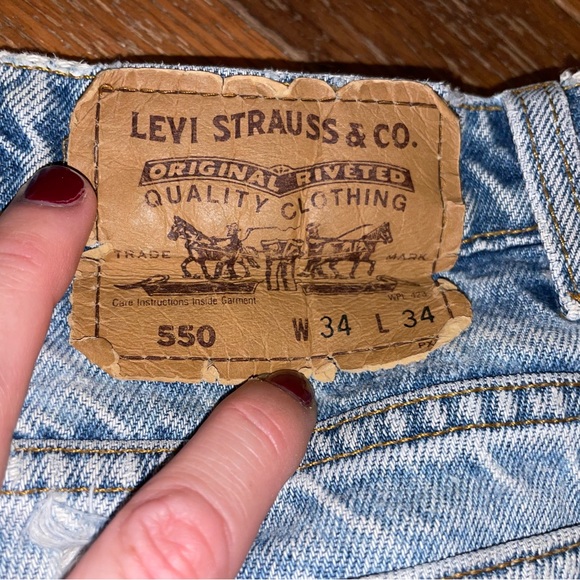 LEVI STRAUSS & CO.
ORIGINAL RIVETED
QUALITY CLOTHING
TRADE MARK
Care Instructions Inside Garment
550 W 34 L 34